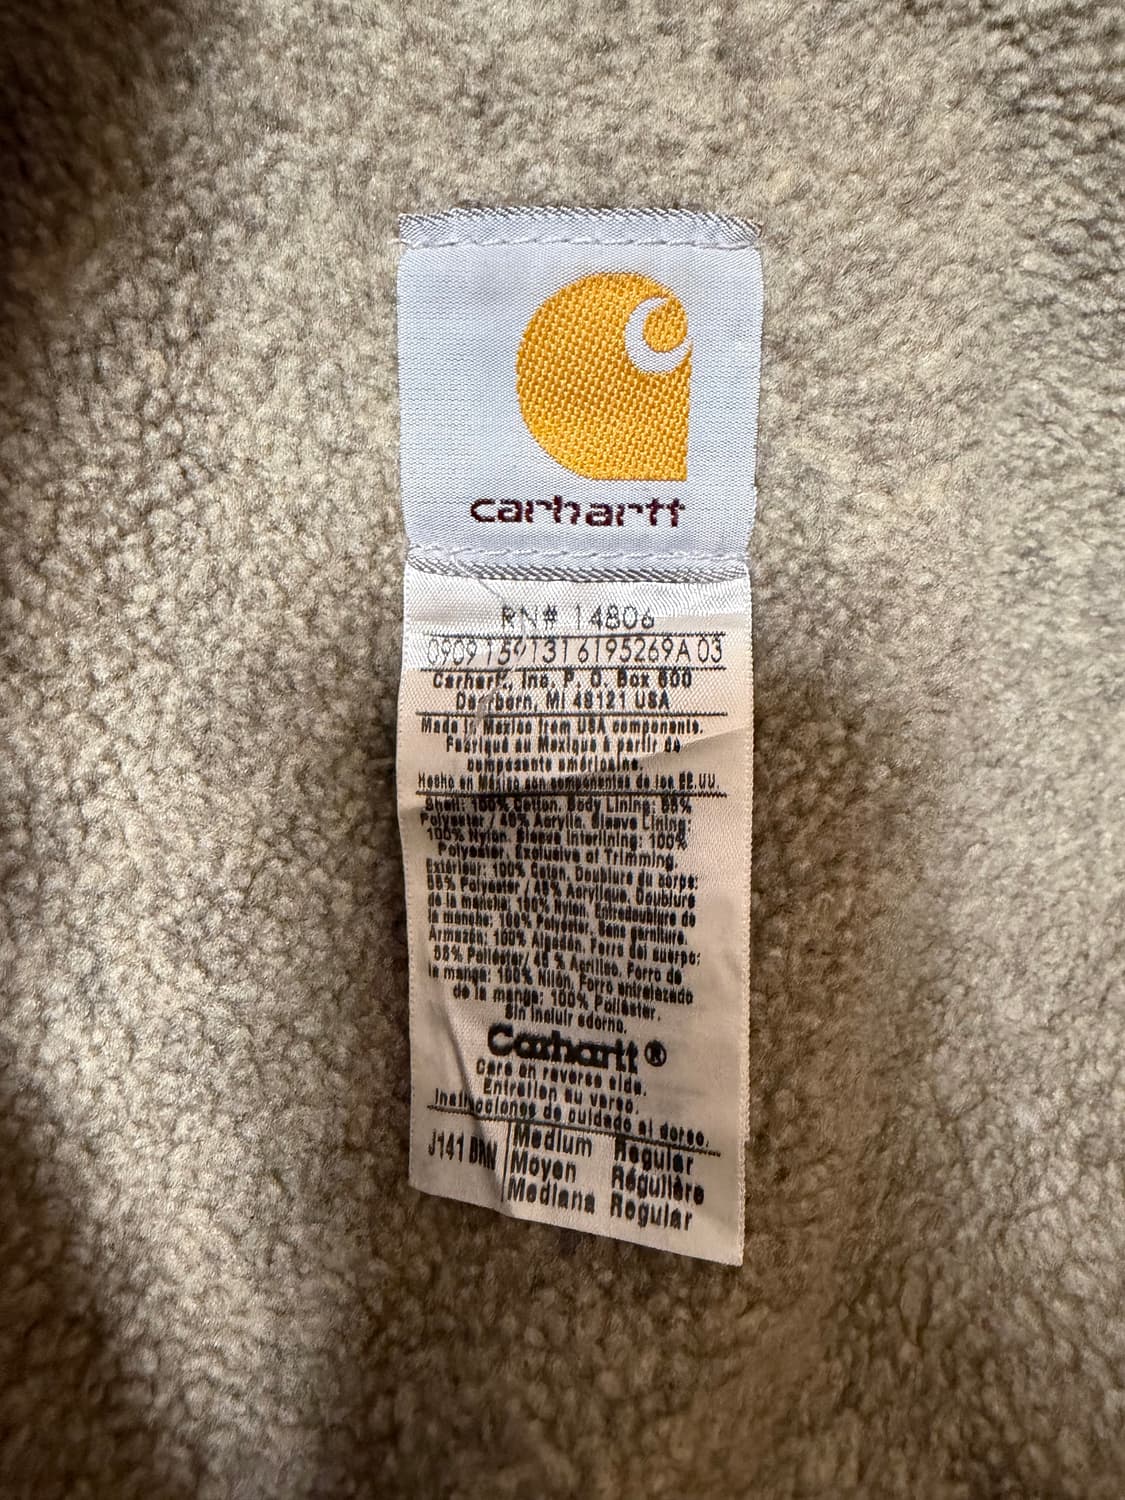 carhartt
RN# 14806
09091591316195269A 03
Carhartt, Inc. P. O. Box 600
Dearborn, MI 48121 USA
Made in Mexico from USA components.
Fabriqué au Mexique à partir de
composants américains.
Hecho en México con componentes de los EE.UU.
Shell: 100% Cotton. Body Lining: 55%
Polyester / 45% Acrylic. Sleeve Lining:
100% Nylon. Sleeve Interlining: 100%
Polyester. Exclusive of Trimming.
Extérieur: 100% Coton. Doublure du corps:
55% Polyester / 45% Acrylique. Doublure
de la manche: 100% Nylon. Entredoublure de
la manche: 100% Polyester. Sans garniture.
Armazón: 100% Algodón. Forro del cuerpo:
55% Poliéster/ 45 % Acrílico. Forro de
la manga: 100% Nilón. Forro entrelazado
de la manga: 100% Poliéster.
Sin incluir adorno.
Carhartt®
Care on reverse side.
Entretien au verso.
Instrucciones de cuidado al dorso.
J141 BRN Medium Regular
Moyen Régulière
Mediana Regular